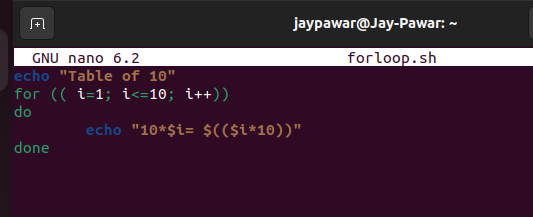 jaypawar@Jay-Pawar: ~
GNU nano 6.2 forloop.sh
echo "Table of 10"
for (( i=1; i<=10; i++))
do
echo "10*$i= $(($i*10))"
done